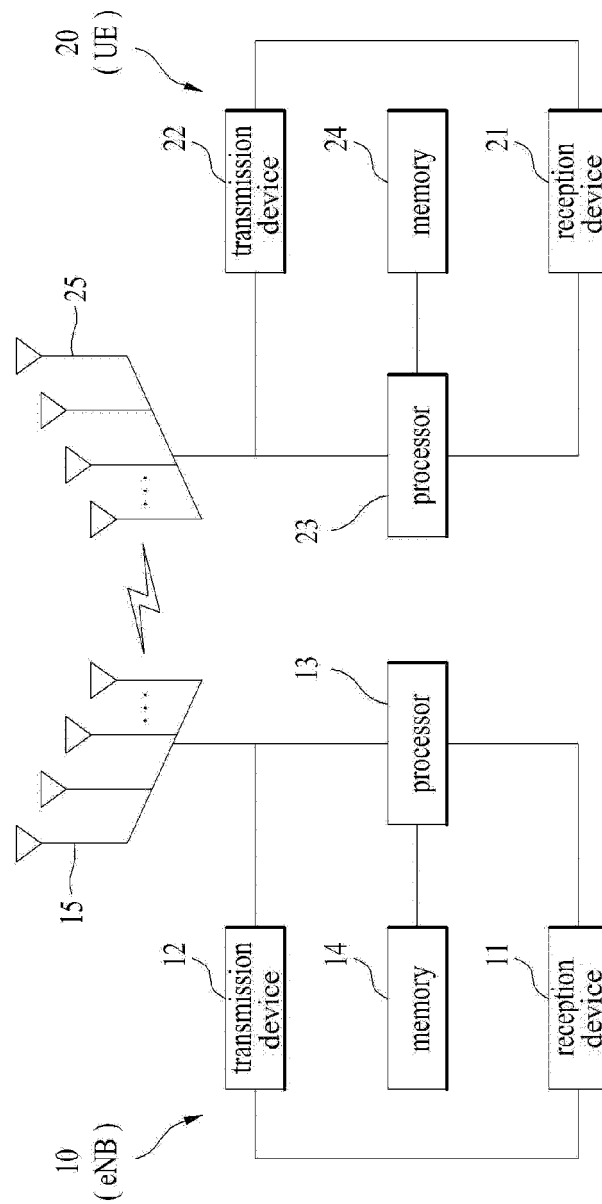 15
25
10
( eNB )
12
transmission
device
14
memory
11
reception
device
13
processor
23
processor
20
( UE )
22
transmission
device
24
memory
21
reception
device